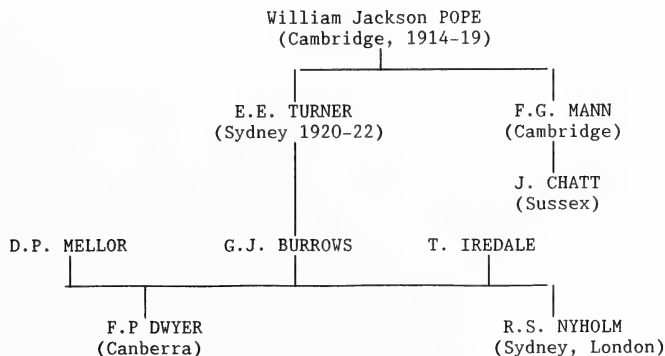 William Jackson POPE
(Cambridge, 1914-19)
E.E. TURNER F.G. MANN
(Sydney 1920-22) (Cambridge)
J. CHATT
(Sussex)
D.P. MELLOR G.J. BURROWS T. IREDALE
F.P DWYER R.S. NYHOLM
(Canberra) (Sydney, London)